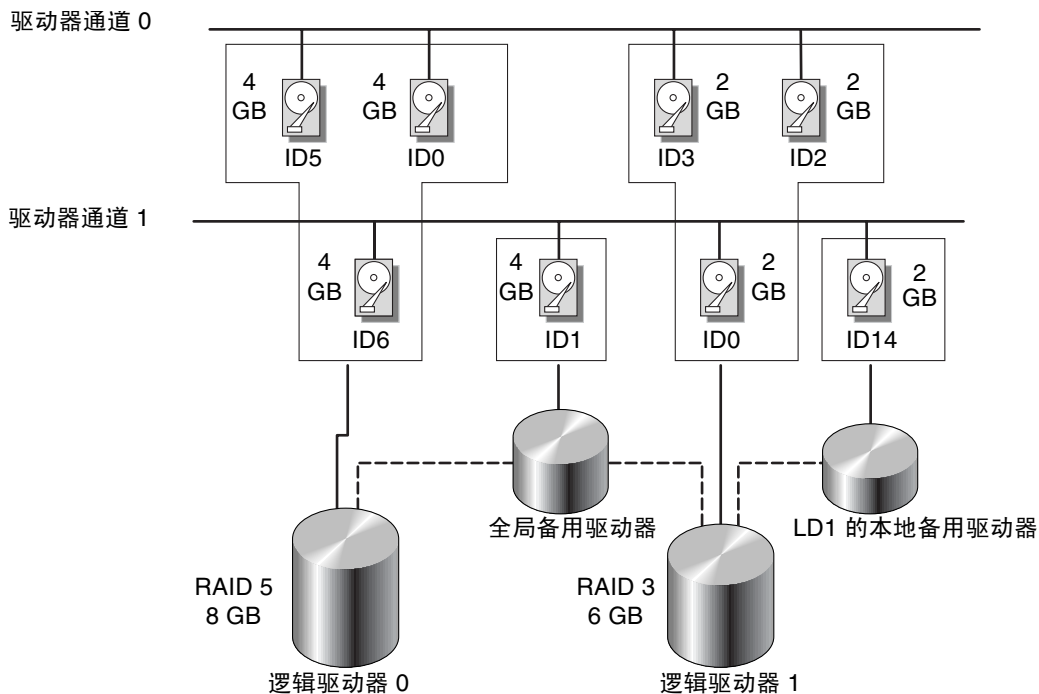 驱动器通道 0
4
GB
ID5
4
GB
ID0
2
GB
ID3
2
GB
ID2
驱动器通道 1
4
GB
ID6
4
GB
ID1
2
GB
ID0
2
GB
ID14
全局备用驱动器
LD1 的本地备用驱动器
RAID 5
8 GB
逻辑驱动器 0
RAID 3
6 GB
逻辑驱动器 1